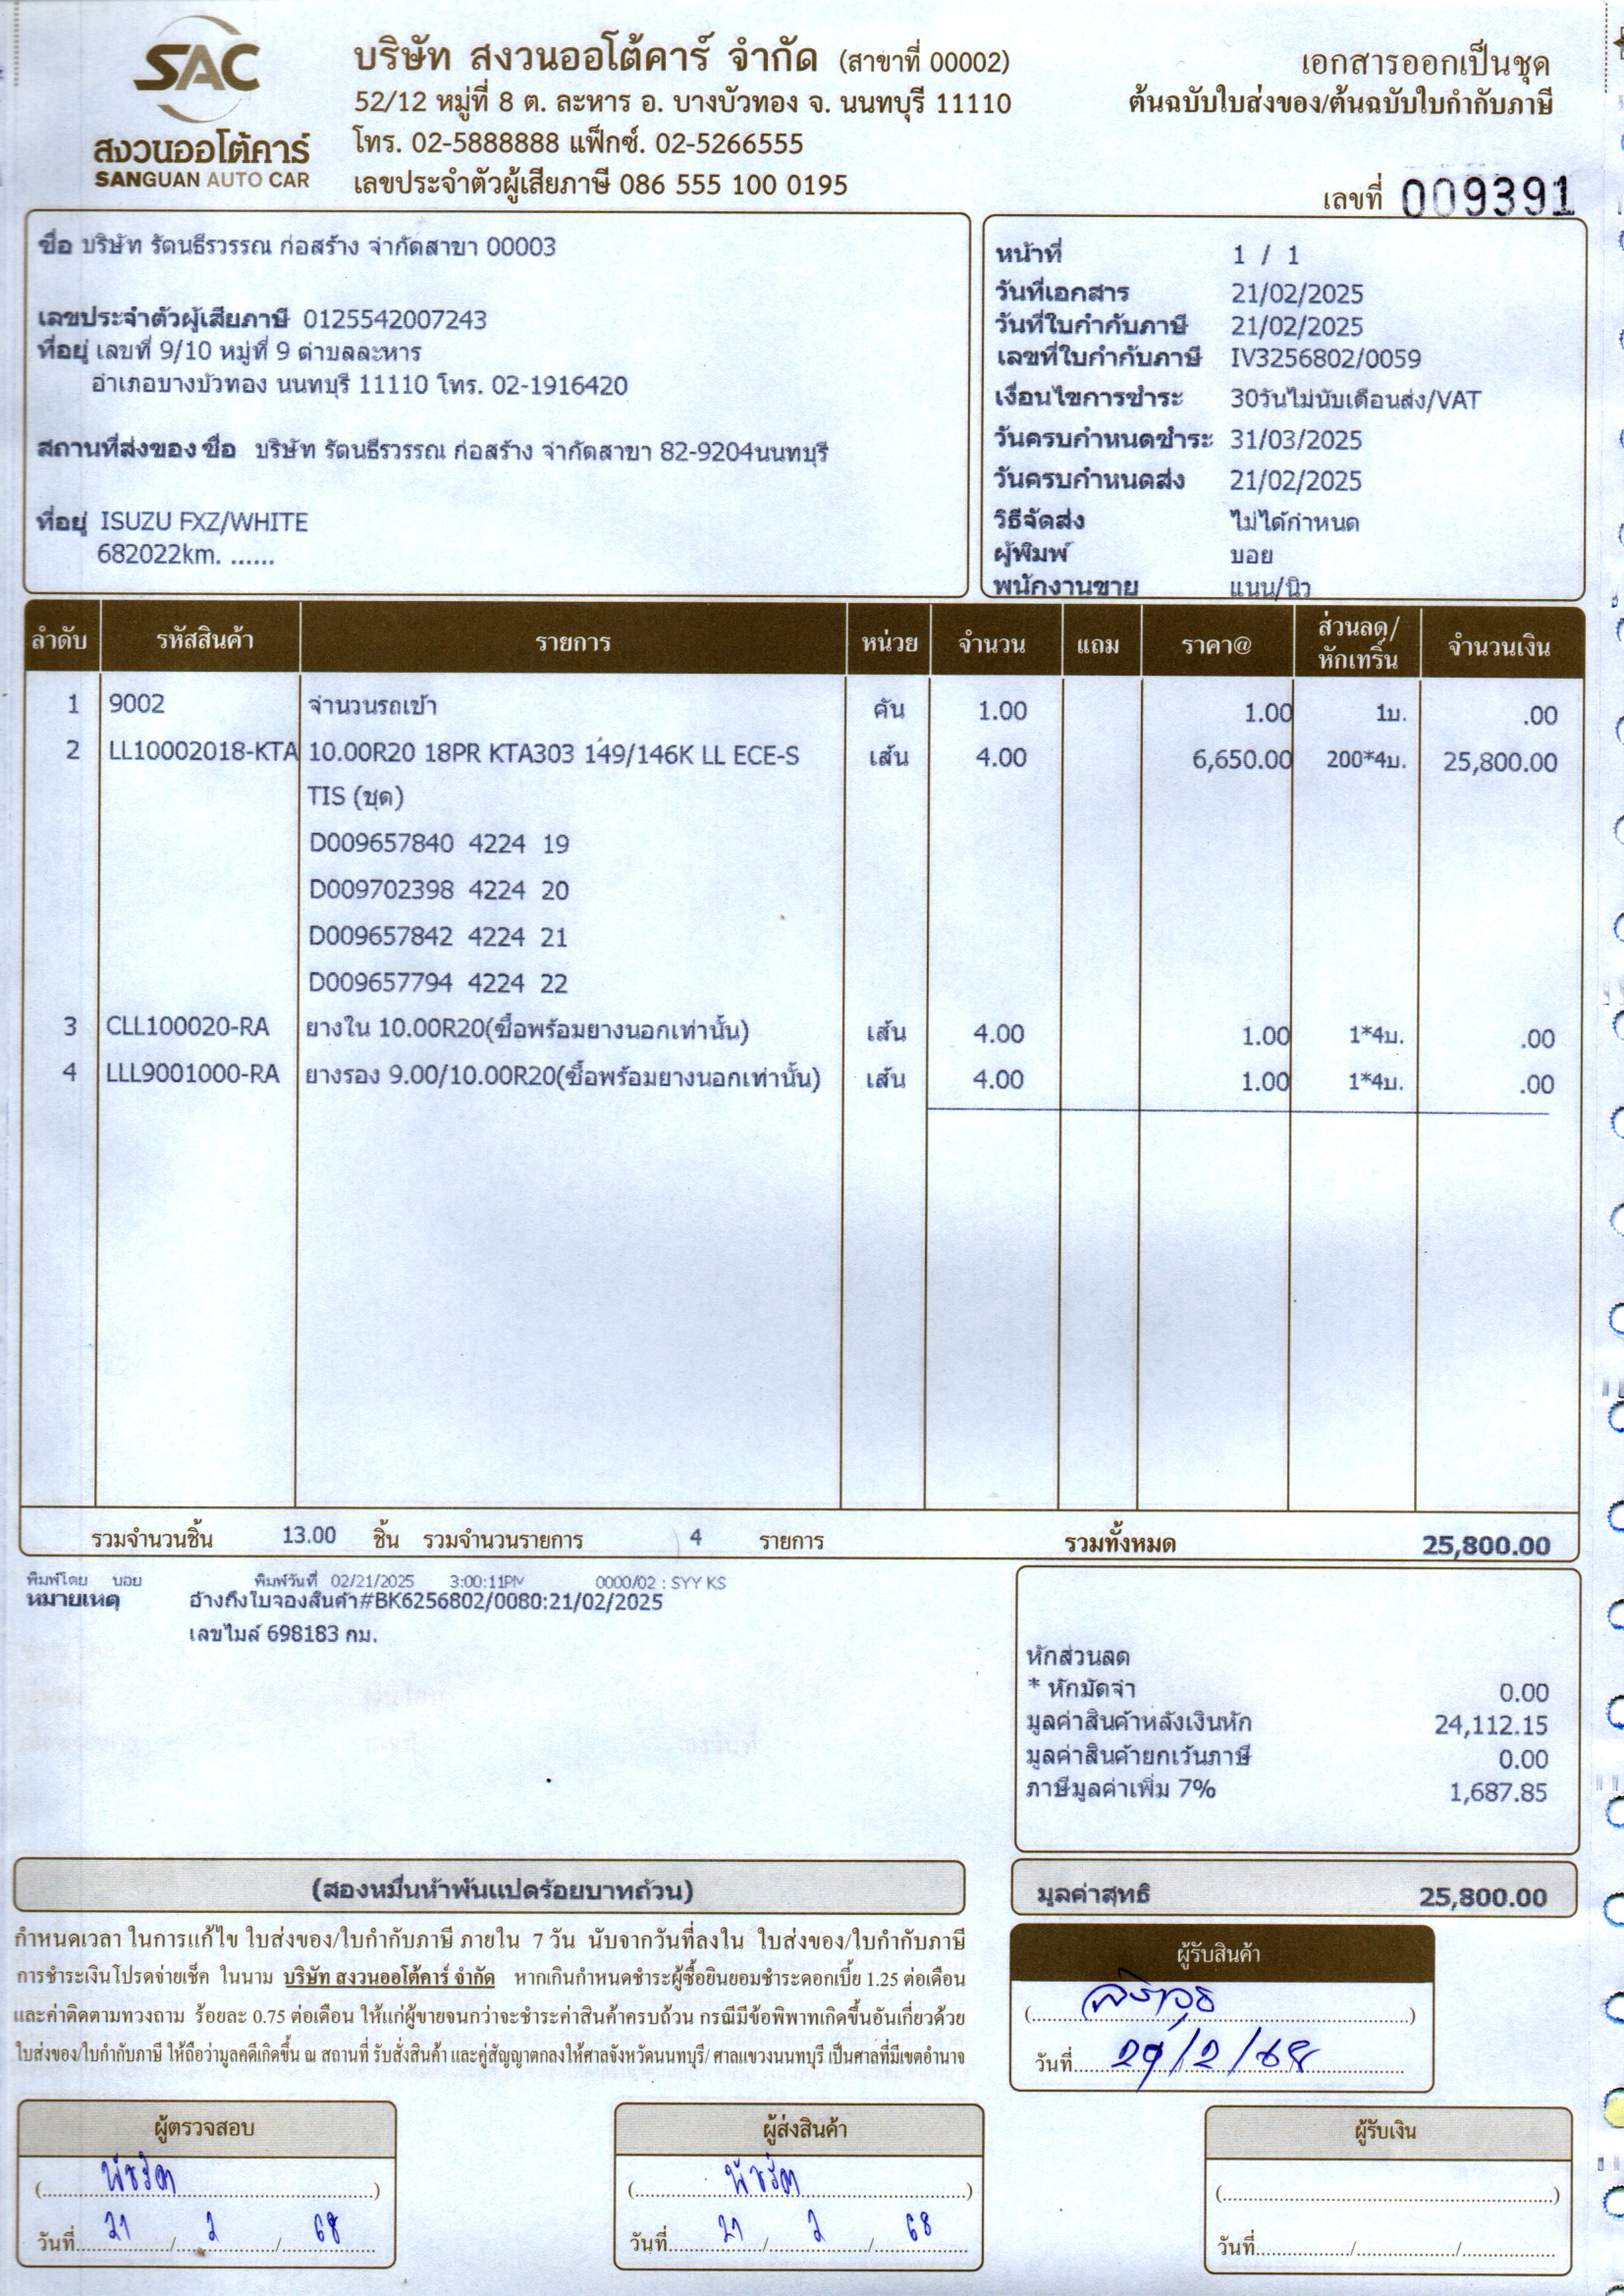 SAC
สงวนออโต้คาร์
SANGUAN AUTO CAR
บริษัท สงวนออโต้คาร์ จำกัด (สาขาที่ 00002)
52/12 หมู่ที่ 8 ต. ละหาร อ. บางบัวทอง จ. นนทบุรี 11110
โทร. 02-5888888 แฟ็กซ์. 02-5266555
เลขประจำตัวผู้เสียภาษี 086 555 100 0195
เอกสารออกเป็นชุด
ต้นฉบับใบส่งของ/ต้นฉบับใบกำกับภาษี
เลขที่ 009391
ชื่อ บริษัท รัตนธีรวรรณ ก่อสร้าง จำกัดสาขา 00003
เลขประจำตัวผู้เสียภาษี 0125542007243
ที่อยู่ เลขที่ 9/10 หมู่ที่ 9 ตำบลละหาร
อำเภอบางบัวทอง นนทบุรี 11110 โทร. 02-1916420
สถานที่ส่งของ ชื่อ บริษัท รัตนธีรวรรณ ก่อสร้าง จำกัดสาขา 82-9204นนทบุรี
ที่อยู่ ISUZU FXZ/WHITE
682022km. ......
หน้าที่ 1 / 1
วันที่เอกสาร 21/02/2025
วันที่ใบกำกับภาษี 21/02/2025
เลขที่ใบกำกับภาษี IV3256802/0059
เงื่อนไขการชำระ 30วันไม่นับเดือนส่ง/VAT
วันครบกำหนดชำระ 31/03/2025
วันครบกำหนดส่ง 21/02/2025
วิธีจัดส่ง ไม่ได้กำหนด
ผู้พิมพ์ บอย
พนักงานขาย แนน/นิว
ลำดับ รหัสสินค้า รายการ หน่วย จำนวน แถม ราคา@ ส่วนลด/หักเทริ์น จำนวนเงิน
1 9002 จำนวนรถเข้า คัน 1.00 1.00 1บ. .00
2 LL10002018-KTA 10.00R20 18PR KTA303 149/146K LL ECE-S เส้น 4.00 6,650.00 200*4บ. 25,800.00
TIS (ชุด)
D009657840 4224 19
D009702398 4224 20
D009657842 4224 21
D009657794 4224 22
3 CLL100020-RA ยางใน 10.00R20(ซื้อพร้อมยางนอกเท่านั้น) เส้น 4.00 1.00 1*4บ. .00
4 LLL9001000-RA ยางรอง 9.00/10.00R20(ซื้อพร้อมยางนอกเท่านั้น) เส้น 4.00 1.00 1*4บ. .00
รวมจำนวนชิ้น 13.00 ชิ้น รวมจำนวนรายการ 4 รายการ รวมทั้งหมด 25,800.00
พิมพ์โดย บอย พิมพ์วันที่ 02/21/2025 3:00:11PM 0000/02 : SYY KS
หมายเหตุ อ้างถึงใบจองสินค้า#BK6256802/0080:21/02/2025
เลขไมล์ 698183 กม.
หักส่วนลด
* หักมัดจำ 0.00
มูลค่าสินค้าหลังเงินหัก 24,112.15
มูลค่าสินค้ายกเว้นภาษี 0.00
ภาษีมูลค่าเพิ่ม 7% 1,687.85
(สองหมื่นห้าพันแปดร้อยบาทถ้วน)
มูลค่าสุทธิ 25,800.00
กำหนดเวลา ในการแก้ไข ใบส่งของ/ใบกำกับภาษี ภายใน 7 วัน นับจากวันที่ลงใน ใบส่งของ/ใบกำกับภาษี
การชำระเงินโปรดจ่ายเช็ค ในนาม บริษัท สงวนออโต้คาร์ จำกัด หากเกินกำหนดชำระผู้ซื้อยินยอมชำระดอกเบี้ย 1.25 ต่อเดือน
และค่าติดตามทวงถาม ร้อยละ 0.75 ต่อเดือน ให้แก่ผู้ขายจนกว่าจะชำระค่าสินค้าครบถ้วน กรณีมีข้อพิพาทเกิดขึ้นอันเกี่ยวด้วย
ใบส่งของ/ใบกำกับภาษี ให้ถือว่ามูลคดีเกิดขึ้น ณ สถานที่ รับสั่งสินค้า และคู่สัญญาตกลงให้ศาลจังหวัดนนทบุรี/ ศาลแขวงนนทบุรี เป็นศาลที่มีเขตอำนาจ
ผู้รับสินค้า
วันที่ 29/2/68
ผู้ตรวจสอบ
(พัชริดา)
วันที่ 21/2/68
ผู้ส่งสินค้า
(พัชริดา)
วันที่ 21/2/68
ผู้รับเงิน
(..........)
วันที่........../........../..........